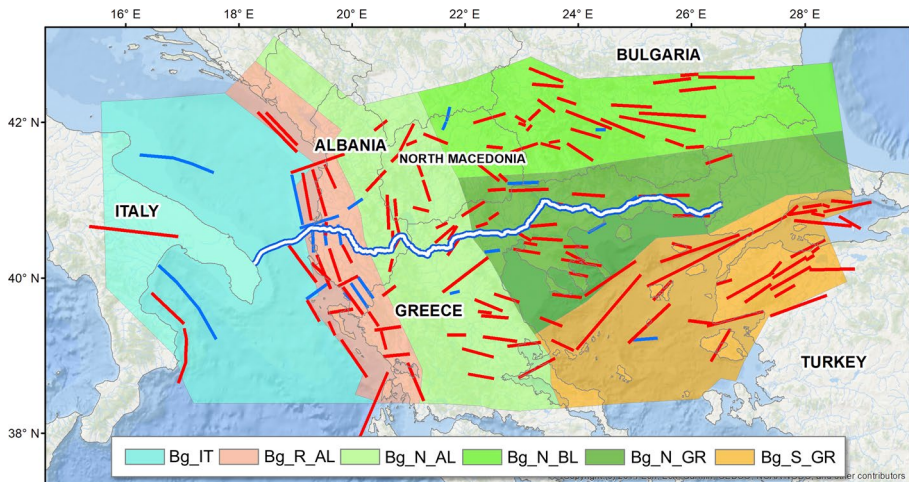 16° E 18° E 20° E 22° E 24° E 26° E 28° E
BULGARIA
42° N
ALBANIA
NORTH MACEDONIA
ITALY
40° N
GREECE
TURKEY
38° N
Bg_IT Bg_R_AL Bg_N_AL Bg_N_BL Bg_N_GR Bg_S_GR
contributors